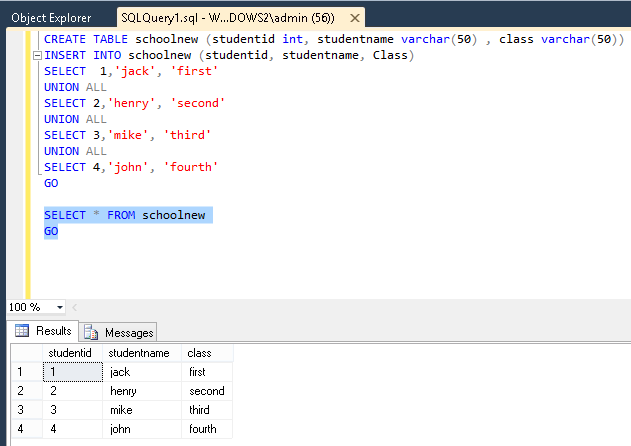 Object Explorer
SQLQuery1.sql - W...DOWS2\admin (56))
CREATE TABLE schoolnew (studentid int, studentname varchar(50) , class varchar(50))
INSERT INTO schoolnew (studentid, studentname, Class)
SELECT  1,'jack', 'first'
UNION ALL
SELECT 2,'henry', 'second'
UNION ALL
SELECT 3,'mike', 'third'
UNION ALL
SELECT 4,'john', 'fourth'
GO
SELECT * FROM schoolnew
GO
100 %
Results Messages
studentid studentname class
1 1 jack first
2 2 henry second
3 3 mike third
4 4 john fourth